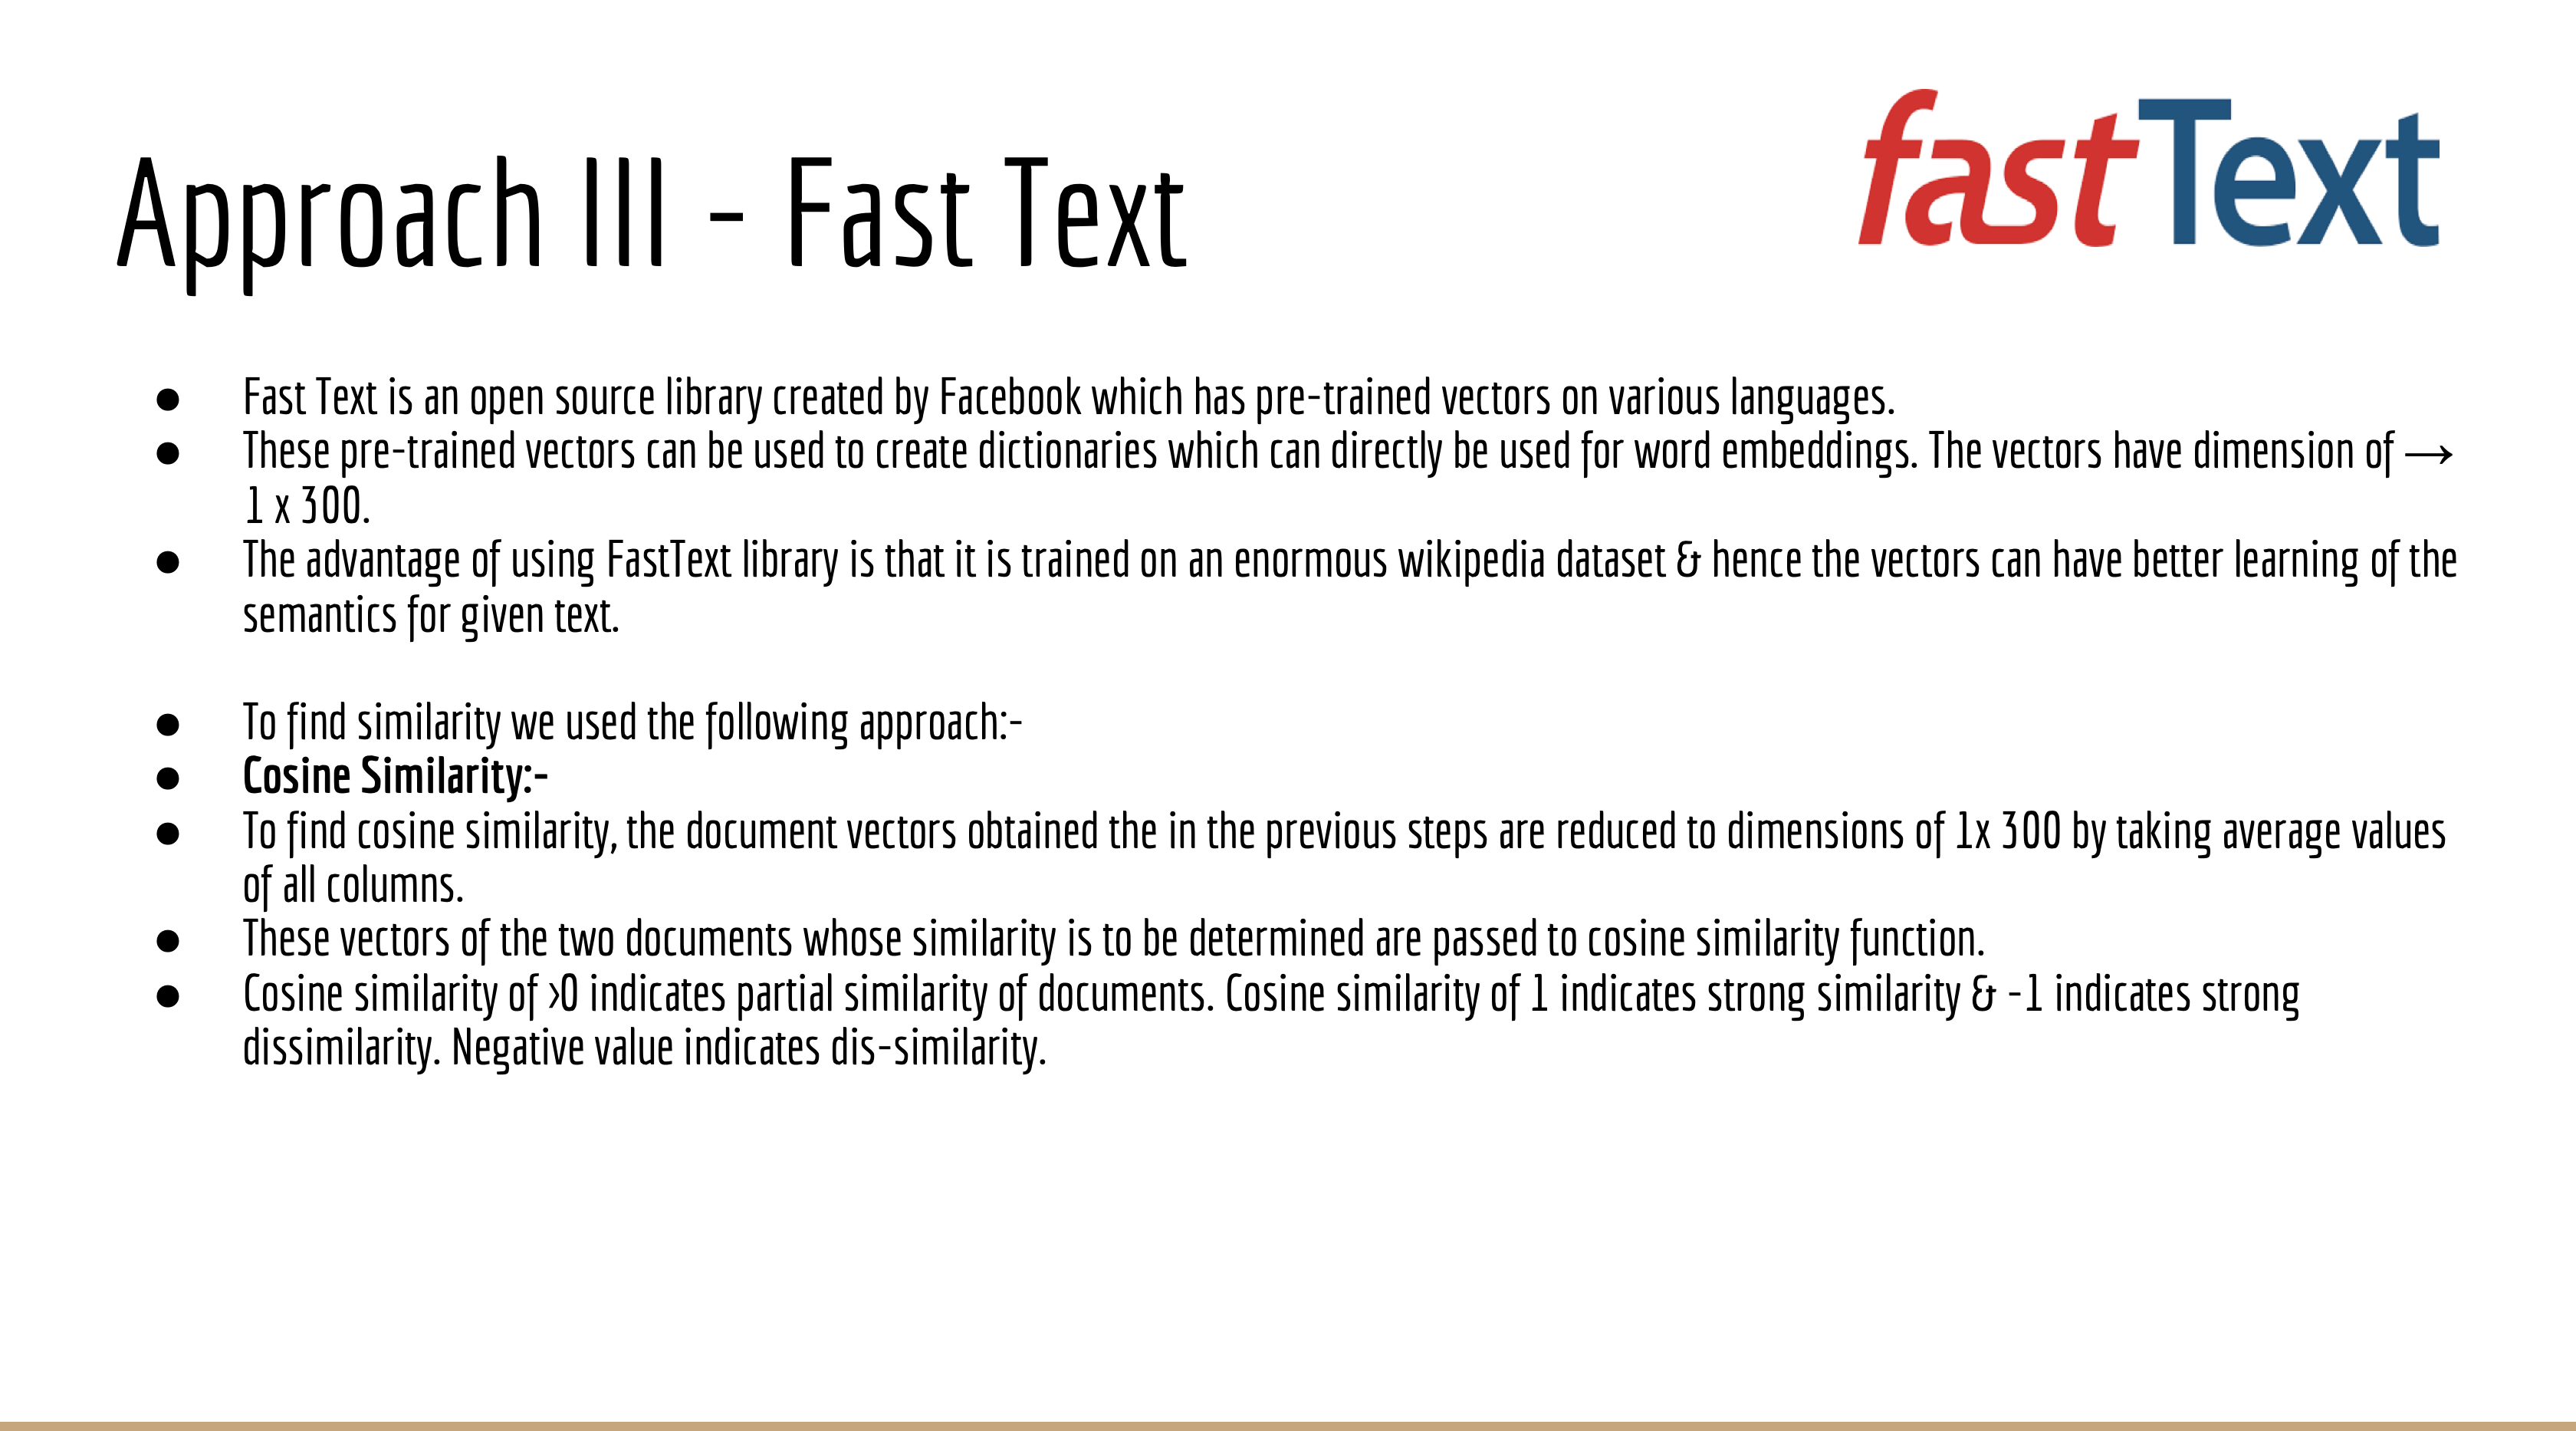 fastText
Approach III - Fast Text
● Fast Text is an open source library created by Facebook which has pre-trained vectors on various languages.
● These pre-trained vectors can be used to create dictionaries which can directly be used for word embeddings. The vectors have dimension of →
1 x 300.
● The advantage of using FastText library is that it is trained on an enormous wikipedia dataset & hence the vectors can have better learning of the
semantics for given text.
● To find similarity we used the following approach:-
● Cosine Similarity:-
● To find cosine similarity, the document vectors obtained the in the previous steps are reduced to dimensions of 1x 300 by taking average values
of all columns.
● These vectors of the two documents whose similarity is to be determined are passed to cosine similarity function.
● Cosine similarity of >0 indicates partial similarity of documents. Cosine similarity of 1 indicates strong similarity & -1 indicates strong
dissimilarity. Negative value indicates dis-similarity.